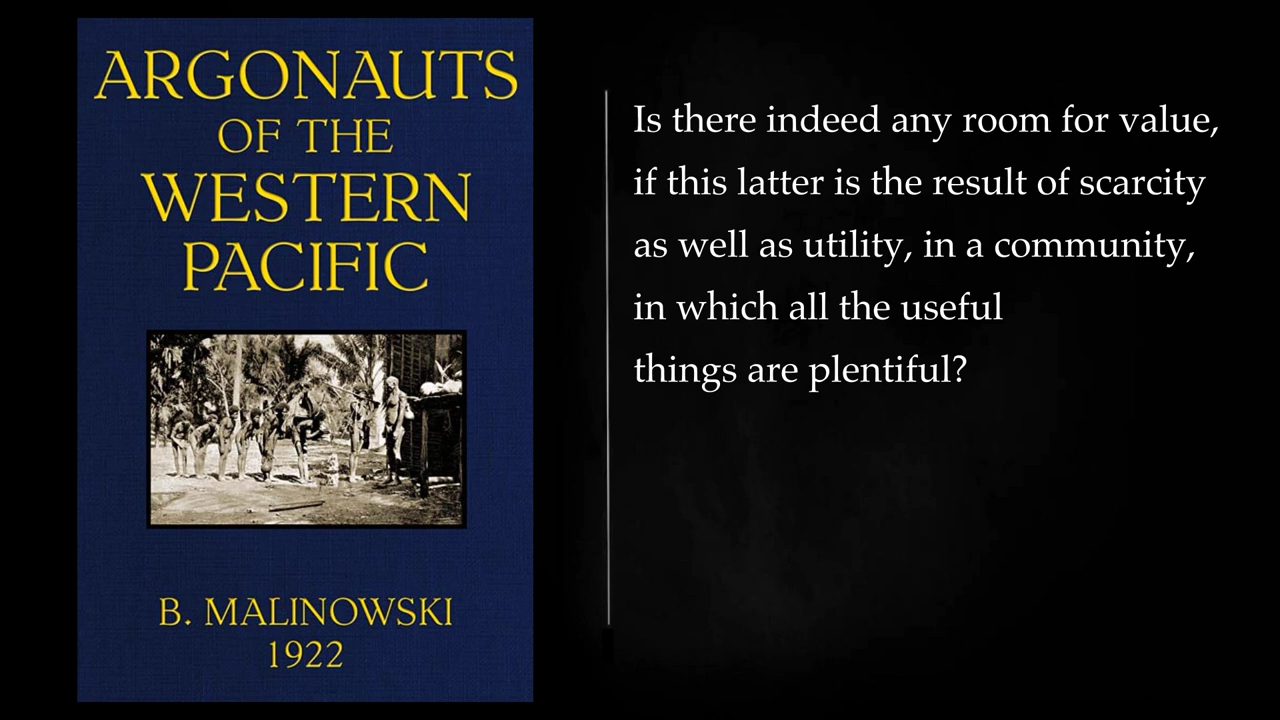 ARGONAUTS
OF THE
WESTERN
PACIFIC
B. MALINOWSKI
1922
Is there indeed any room for value,
if this latter is the result of scarcity
as well as utility, in a community,
in which all the useful
things are plentiful?